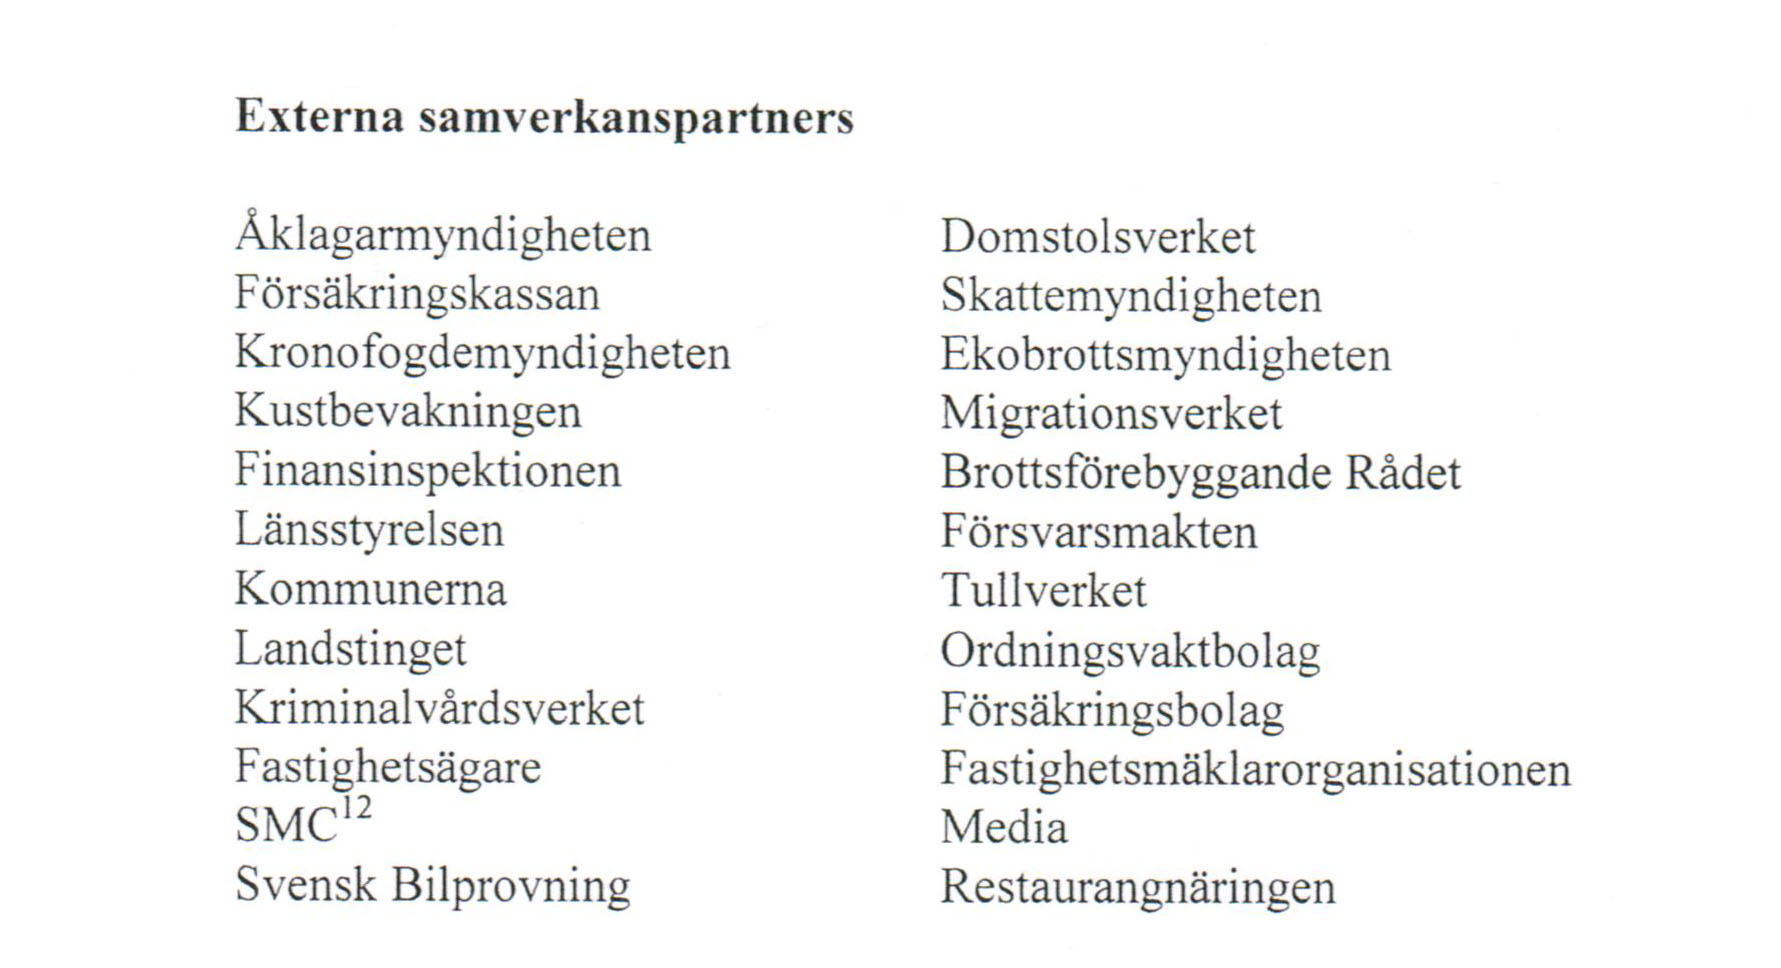 Externa samverkanspartners
Åklagarmyndigheten
Försäkringskassan
Kronofogdemyndigheten
Kustbevakningen
Finansinspektionen
Länsstyrelsen
Kommunerna
Landstinget
Kriminalvårdsverket
Fastighetsägare
SMC¹²
Svensk Bilprovning
Domstolsverket
Skattemyndigheten
Ekobrottsmyndigheten
Migrationsverket
Brottsförebyggande Rådet
Försvarsmakten
Tullverket
Ordningsvaktbolag
Försäkringsbolag
Fastighetsmäklarorganisationen
Media
Restaurangnäringen